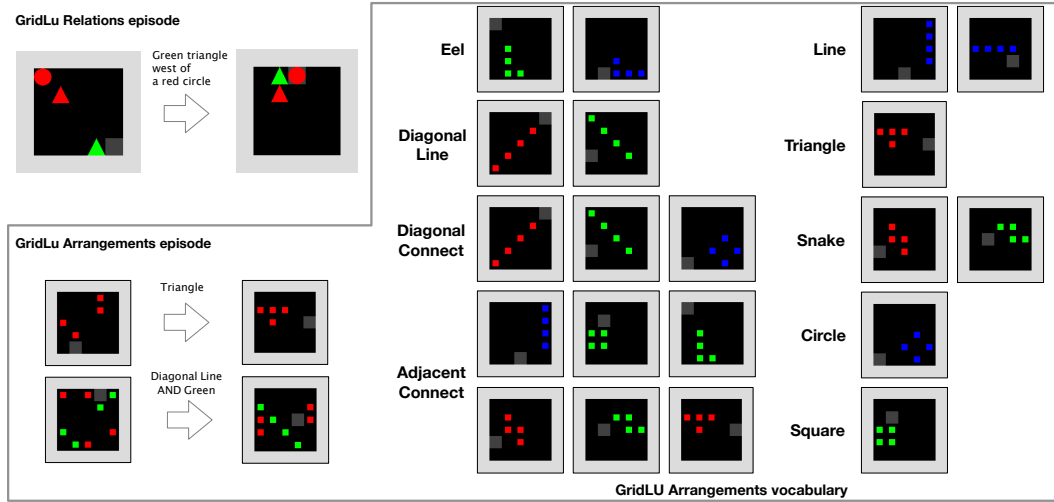 GridLu Relations episode
Green triangle
west of
a red circle
GridLu Arrangements episode
Triangle
Diagonal Line
AND Green
Eel
Diagonal
Line
Diagonal
Connect
Adjacent
Connect
Line
Triangle
Snake
Circle
Square
GridLU Arrangements vocabulary